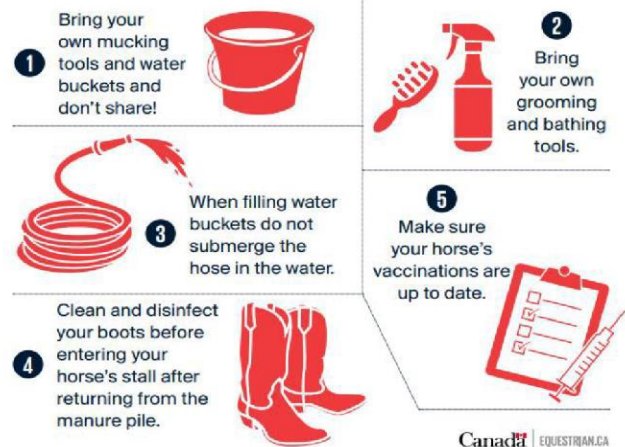 1
Bring your
own mucking
tools and water
buckets and
don't share!
2
Bring
your own
grooming
and bathing
tools.
3
When filling water
buckets do not
submerge the
hose in the water.
4
Clean and disinfect
your boots before
entering your
horse's stall after
returning from the
manure pile.
5
Make sure
your horse's
vaccinations are
up to date.
Canada
EQUESTRIAN.CA